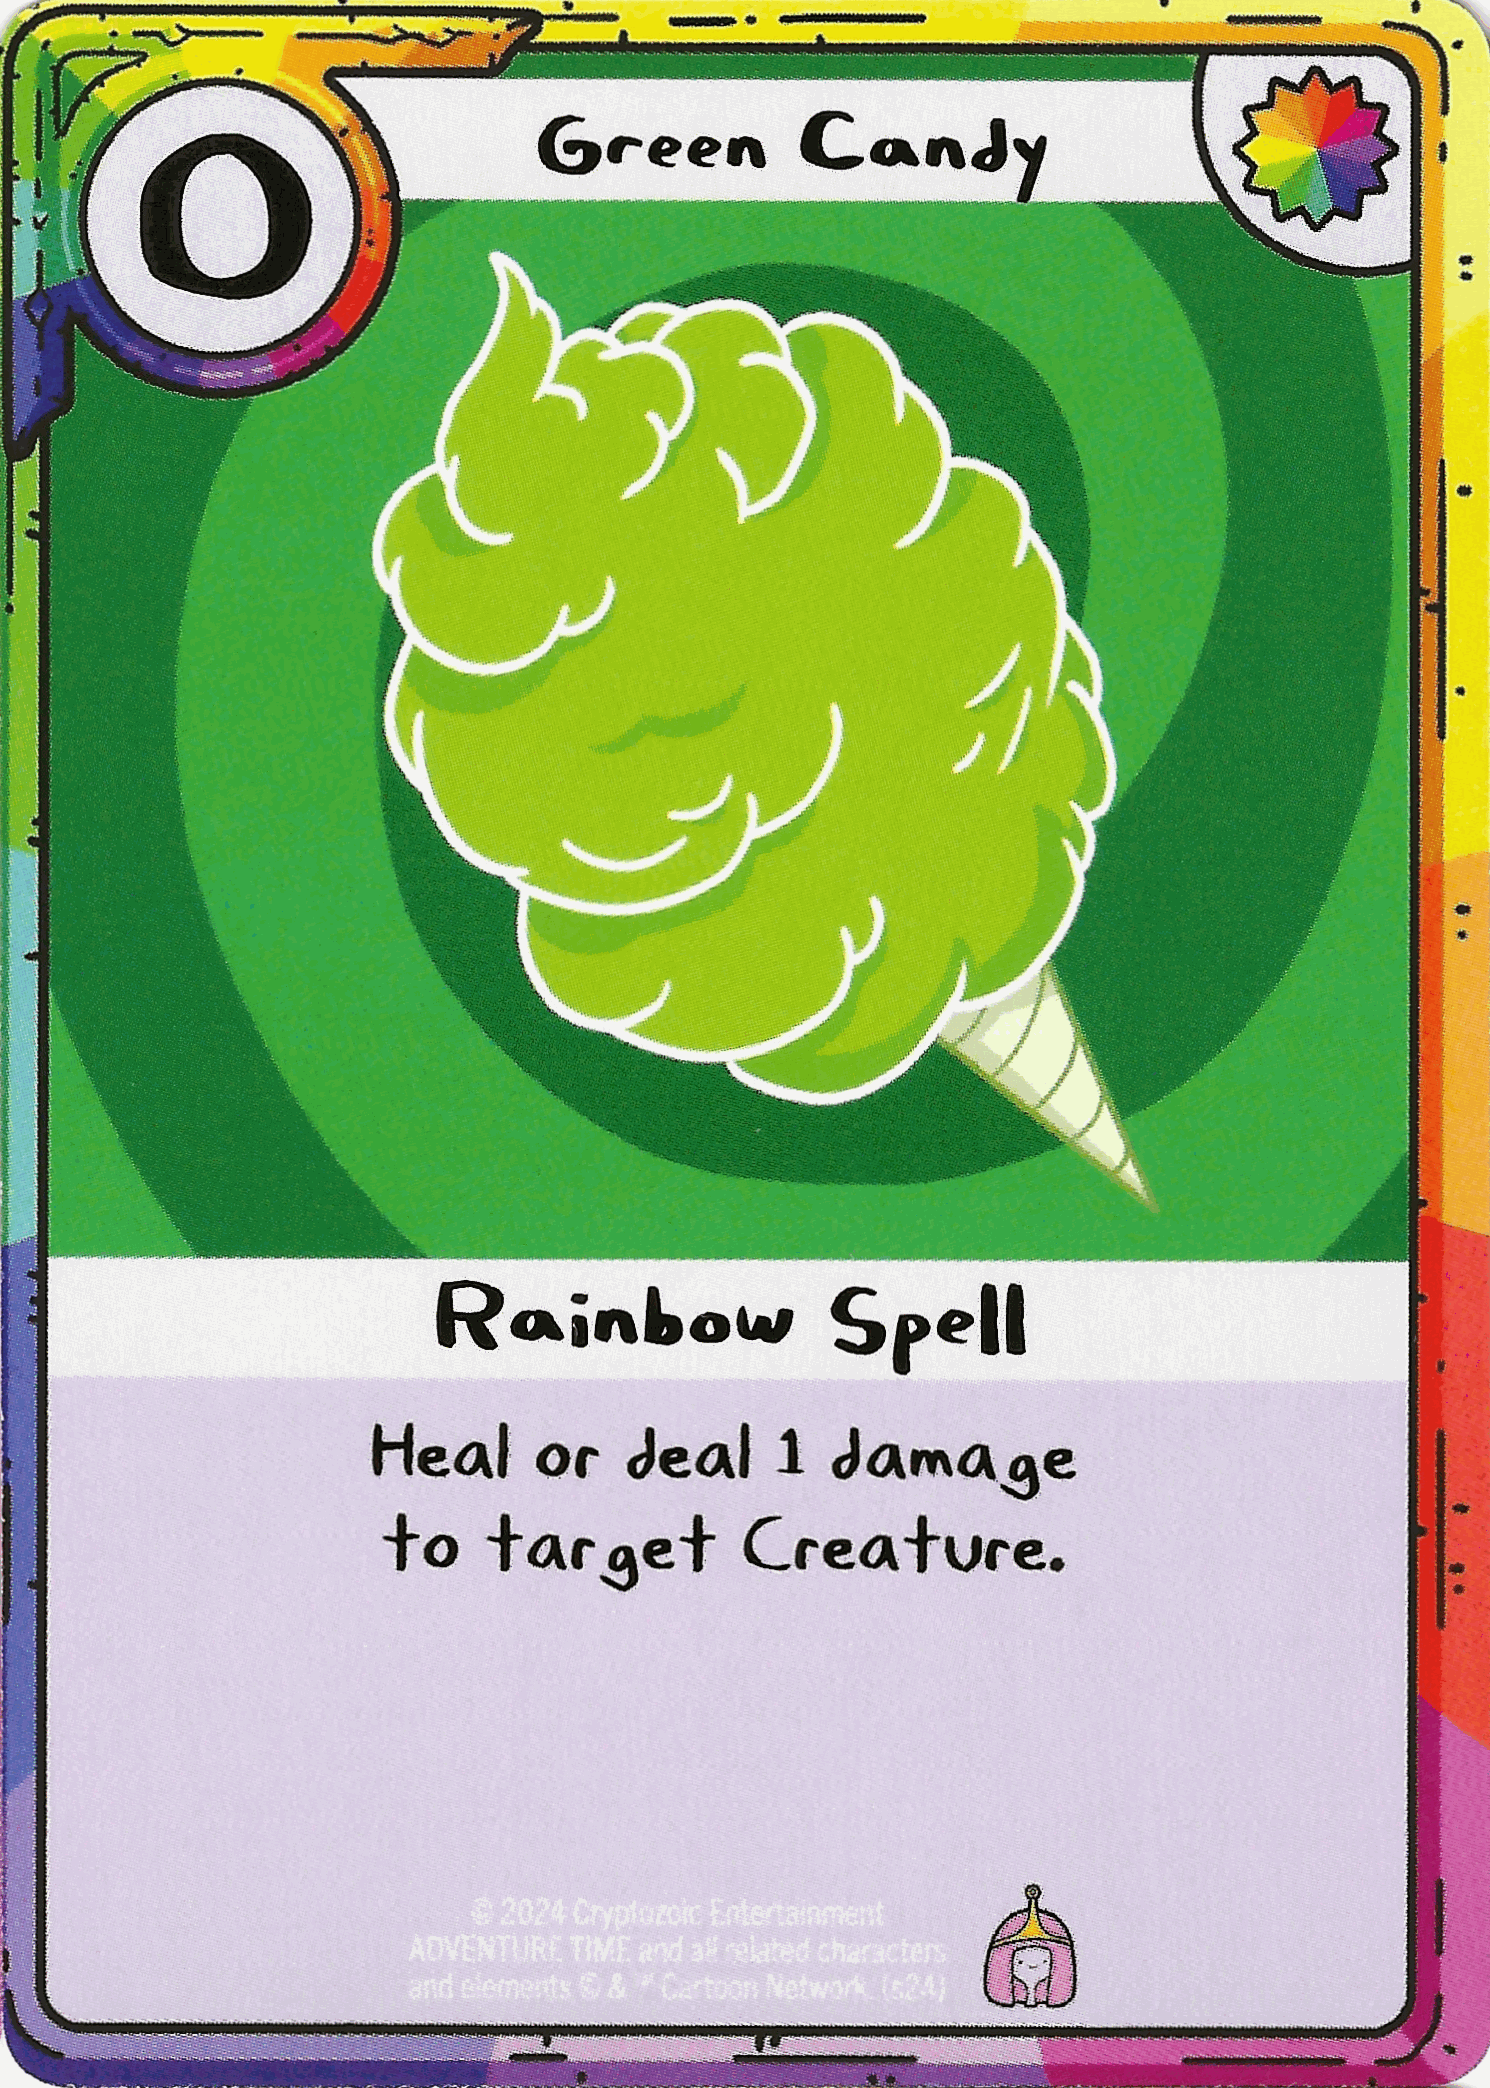 0
Green Candy
Rainbow Spell
Heal or deal 1 damage
to target Creature.
© 2024 Cryptozoic Entertainment
ADVENTURE TIME and all related characters
and elements © & ™ Cartoon Network. (s24)